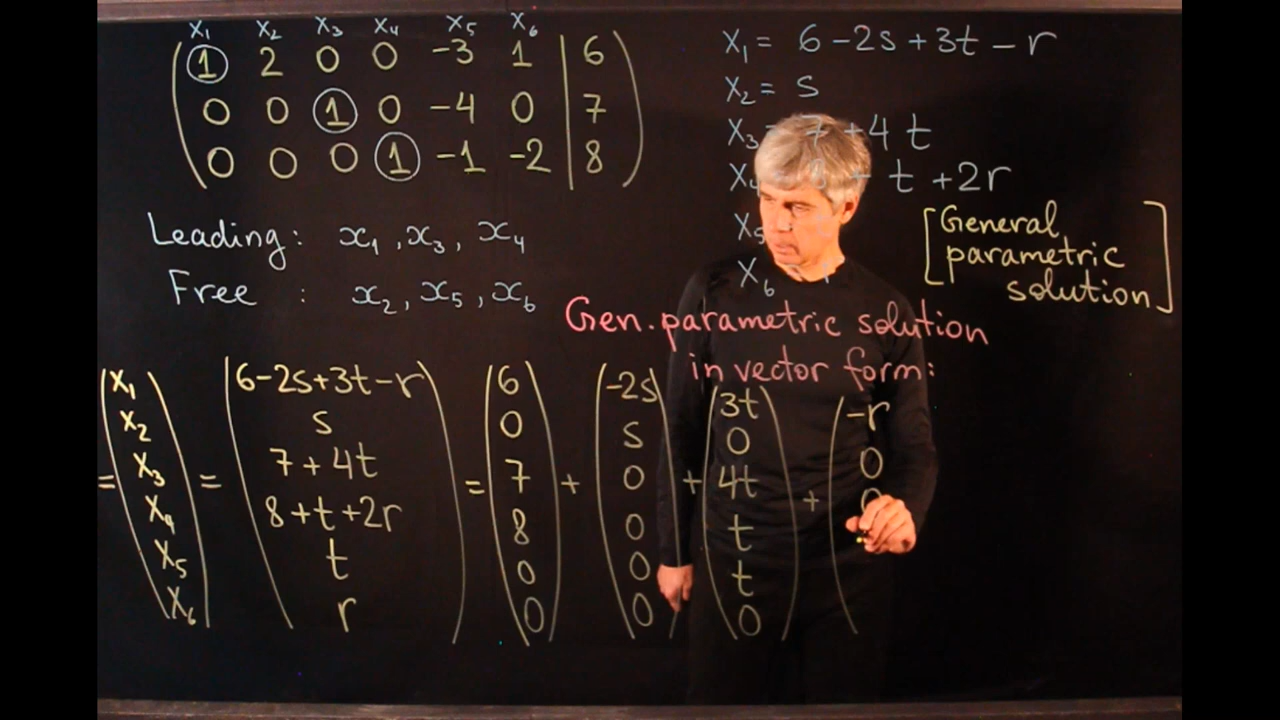 x₁ x₂ x₃ x₄ x₅ x₆
1 2 0 0 -3 1 | 6
0 0 1 0 -4 0 | 7
0 0 0 1 -1 -2 | 8
Leading: x₁, x₃, x₄
Free : x₂, x₅, x₆
x₁ = 6 - 2s + 3t - r
x₂ = s
x₃ = 7 + 4t
x₄ + t + 2r
x₅
x₆
[General
parametric
solution]
Gen. parametric solution
in vector form:
= (x₁ x₂ x₃ x₄ x₅ x₆)
= (6-2s+3t-r
s
7+4t
8+t+2r
t
r)
= (6 0 7 8 0 0)
+ (-2s s 0 0 0 0)
+ (3t 0 4t t t 0)
+ (-r 0 0